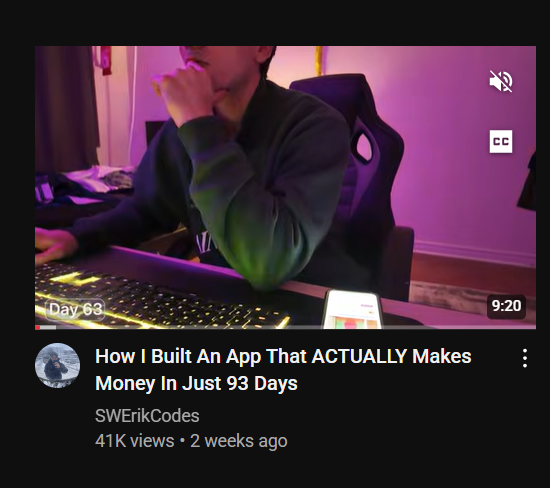 CC
Day 63
9:20
How I Built An App That ACTUALLY Makes
Money In Just 93 Days
SWErikCodes
41K views • 2 weeks ago